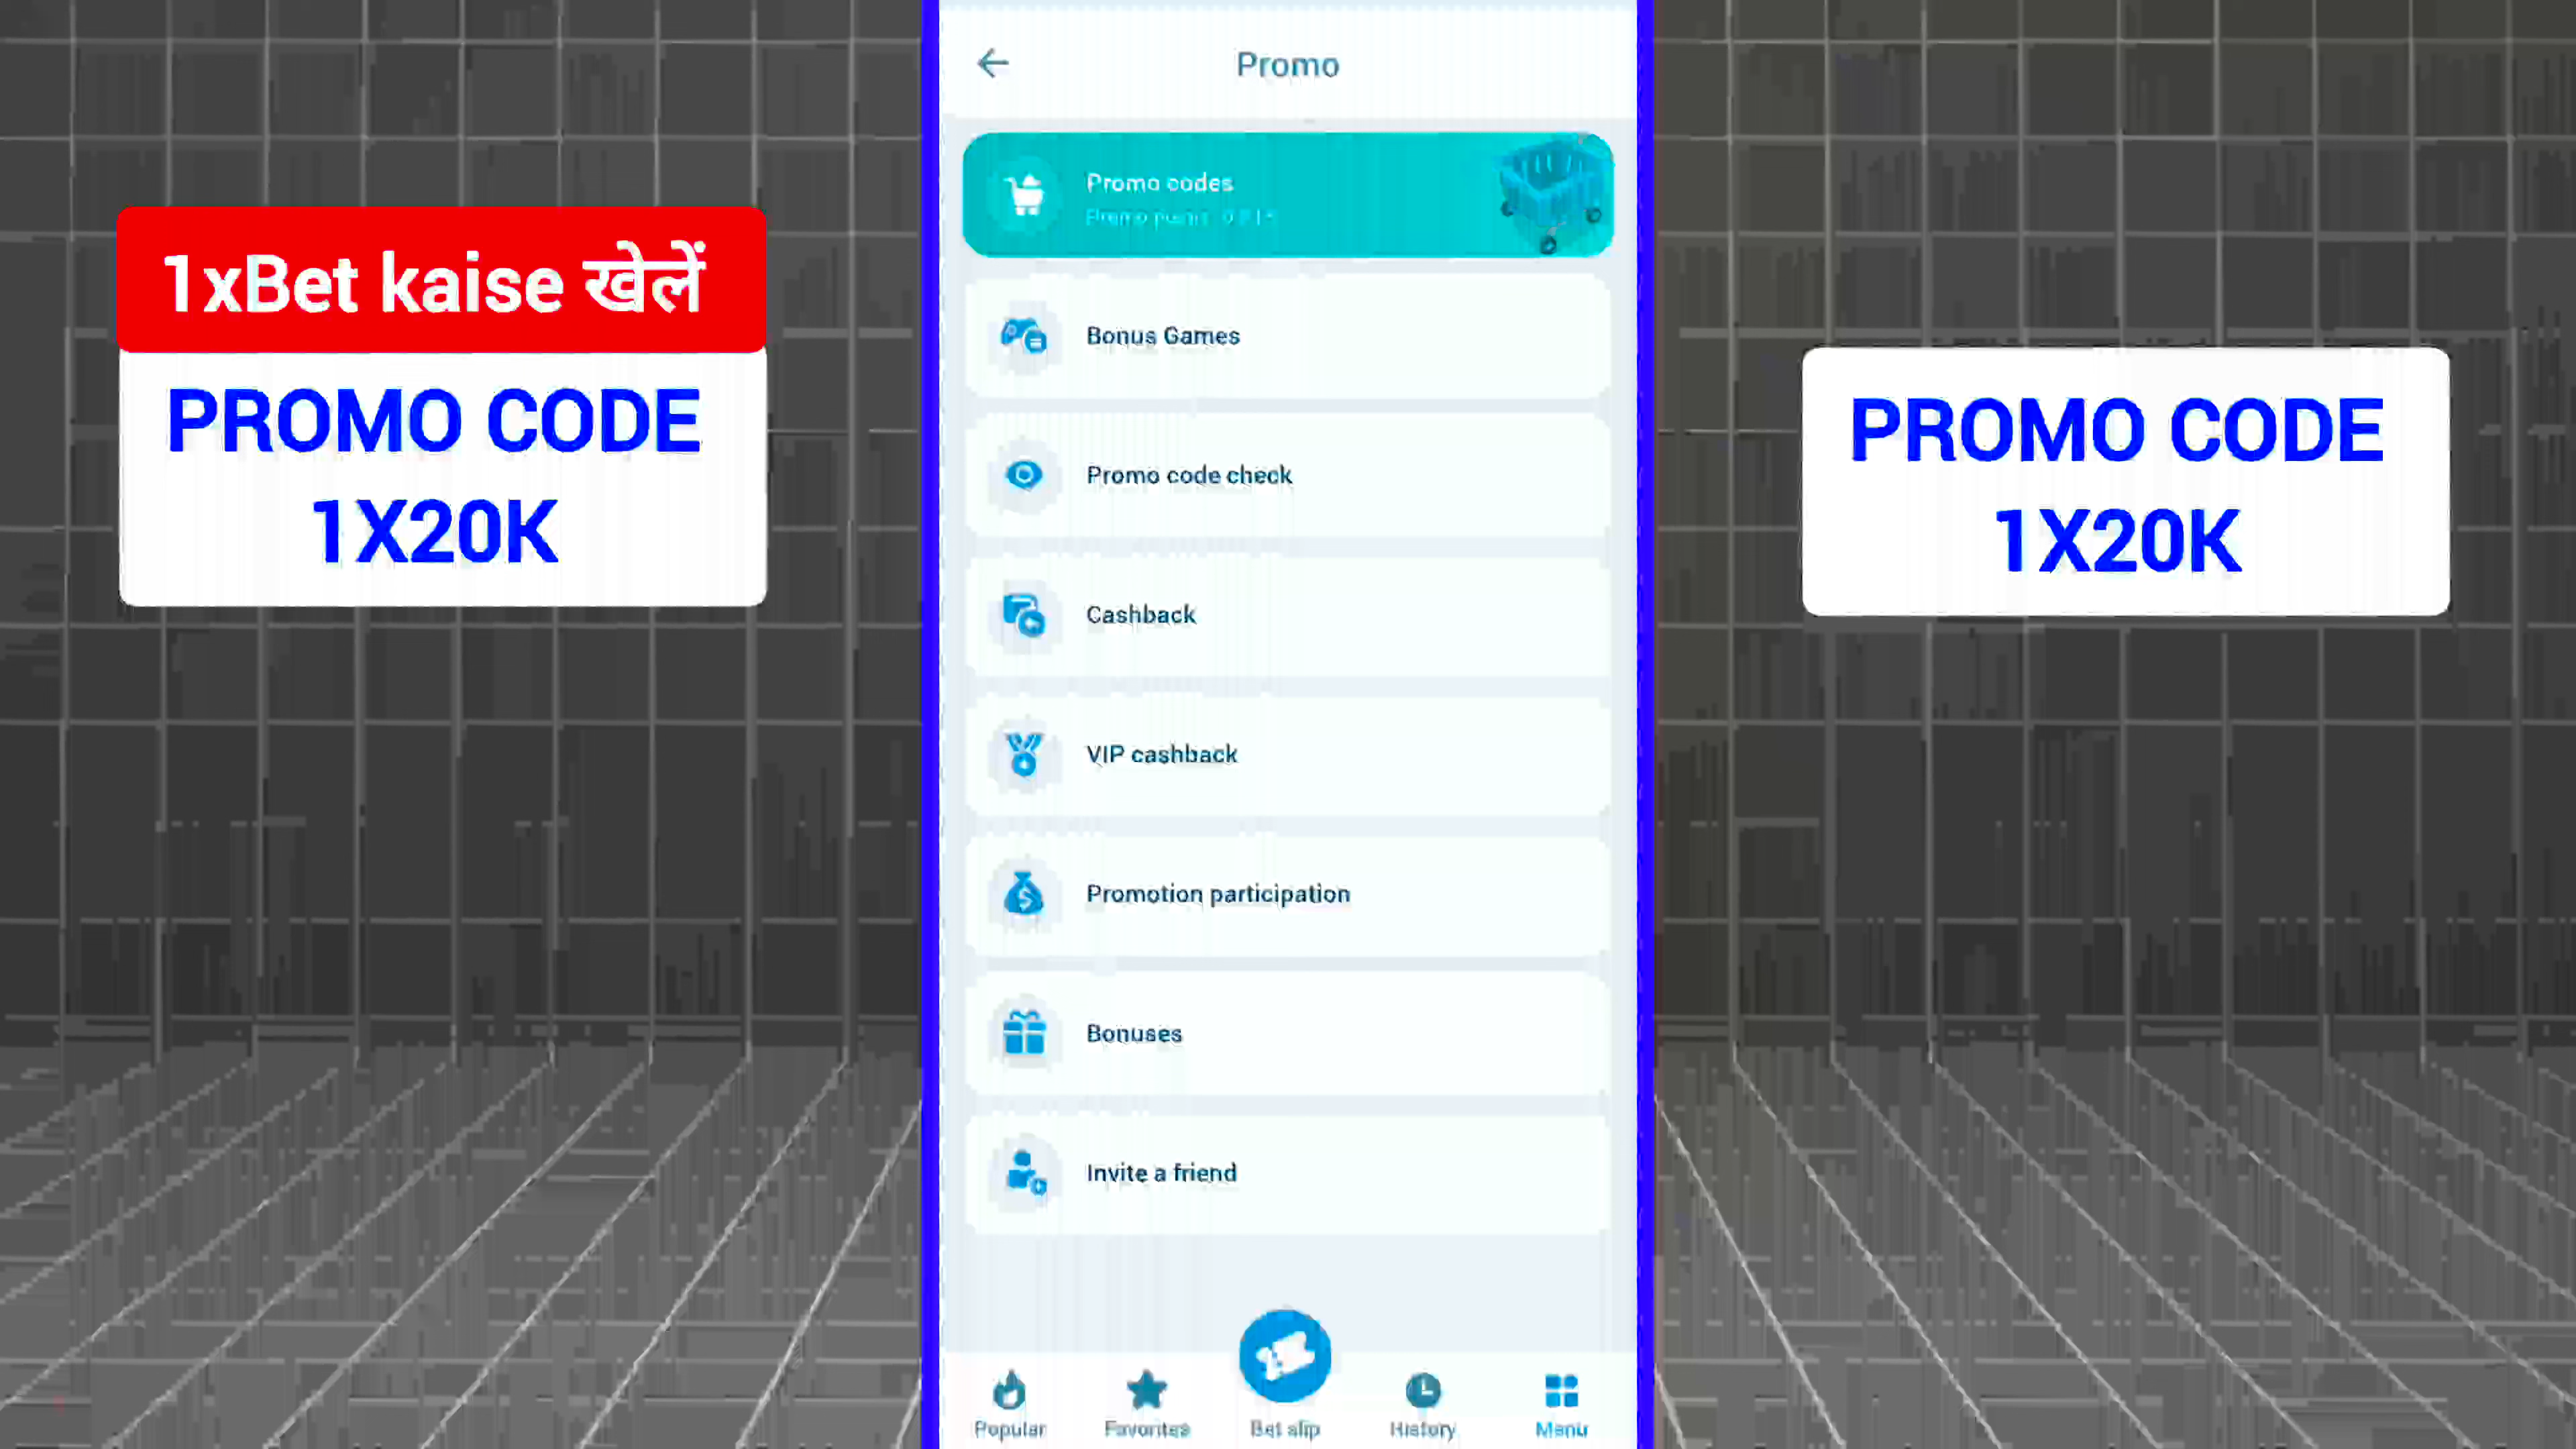 1xBet kaise खेलें
PROMO CODE
1X20K
Promo
Promo codes
Bonus Games
Promo code check
Cashback
VIP cashback
Promotion participation
Bonuses
Invite a friend
Popular
Favorites
Bet slip
History
Menu
PROMO CODE
1X20K